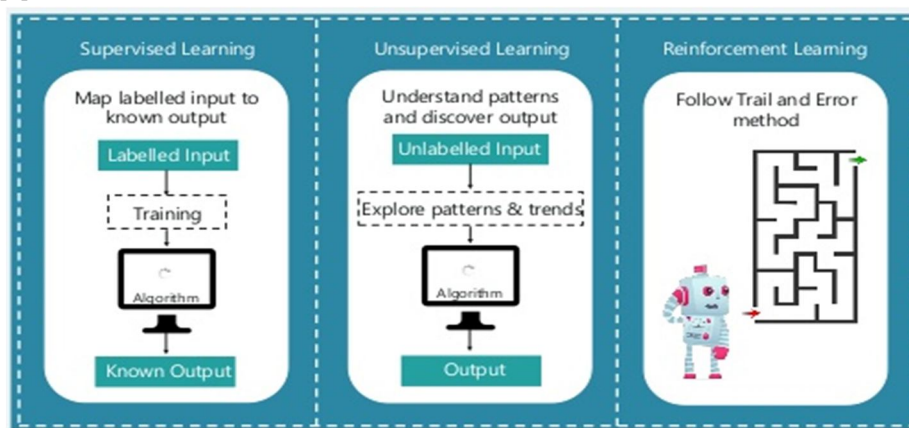 Supervised Learning
Map labelled input to
known output
Labelled Input
Training
Algorithm
Known Output
Unsupervised Learning
Understand patterns
and discover output
Unlabelled Input
Explore patterns & trends
Algorithm
Output
Reinforcement Learning
Follow Trail and Error
method